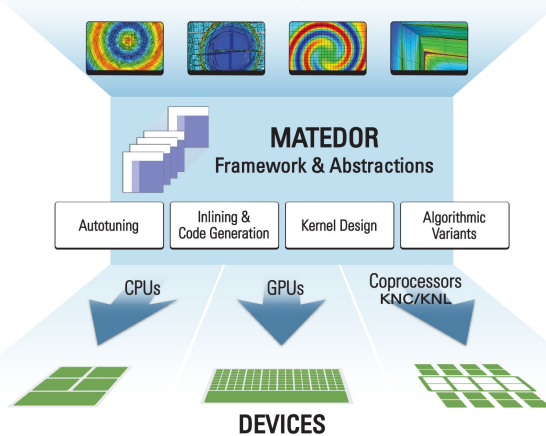 MATEDOR
Framework & Abstractions
Autotuning
Inlining &
Code Generation
Kernel Design
Algorithmic
Variants
CPUs
GPUs
Coprocessors
KNC/KNL
DEVICES